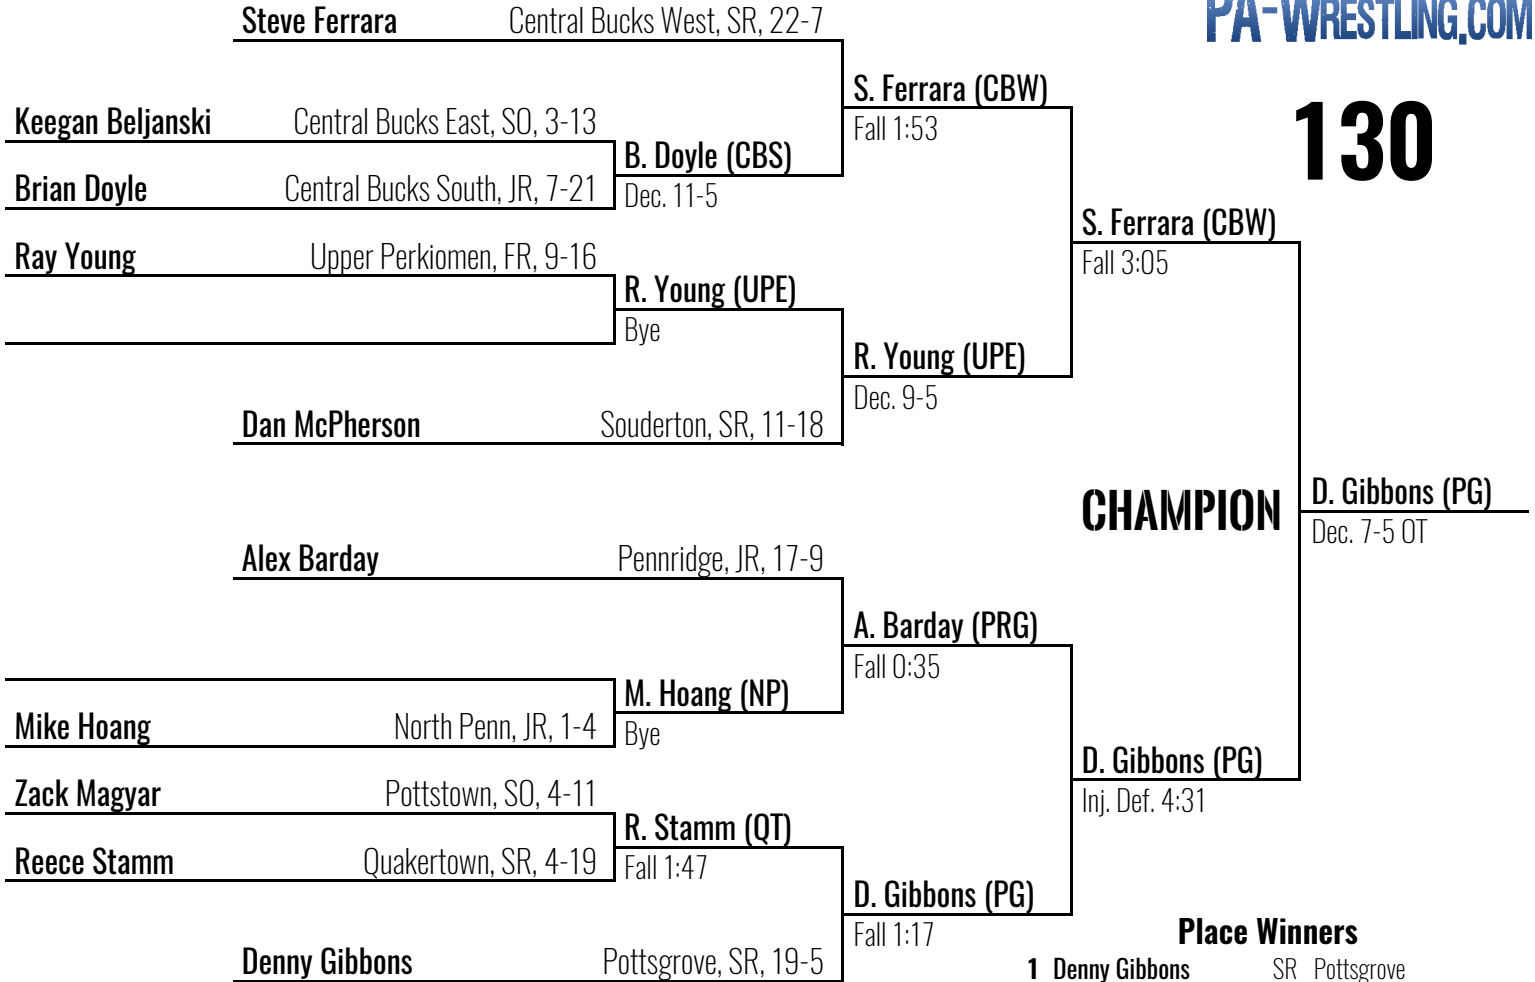 PA-WRESTLING.COM
130
Steve Ferrara Central Bucks West, SR, 22-7
S. Ferrara (CBW)
Fall 1:53
Keegan Beljanski Central Bucks East, SO, 3-13
B. Doyle (CBS)
Dec. 11-5
Brian Doyle Central Bucks South, JR, 7-21
S. Ferrara (CBW)
Fall 3:05
Ray Young Upper Perkiomen, FR, 9-16
R. Young (UPE)
Bye
R. Young (UPE)
Dec. 9-5
Dan McPherson Souderton, SR, 11-18
CHAMPION
D. Gibbons (PG)
Dec. 7-5 OT
Alex Barday Pennridge, JR, 17-9
A. Barday (PRG)
Fall 0:35
M. Hoang (NP)
Bye
Mike Hoang North Penn, JR, 1-4
D. Gibbons (PG)
Inj. Def. 4:31
Zack Magyar Pottstown, SO, 4-11
R. Stamm (QT)
Fall 1:47
Reece Stamm Quakertown, SR, 4-19
D. Gibbons (PG)
Fall 1:17
Denny Gibbons Pottsgrove, SR, 19-5
Place Winners
1 Denny Gibbons SR Pottsgrove